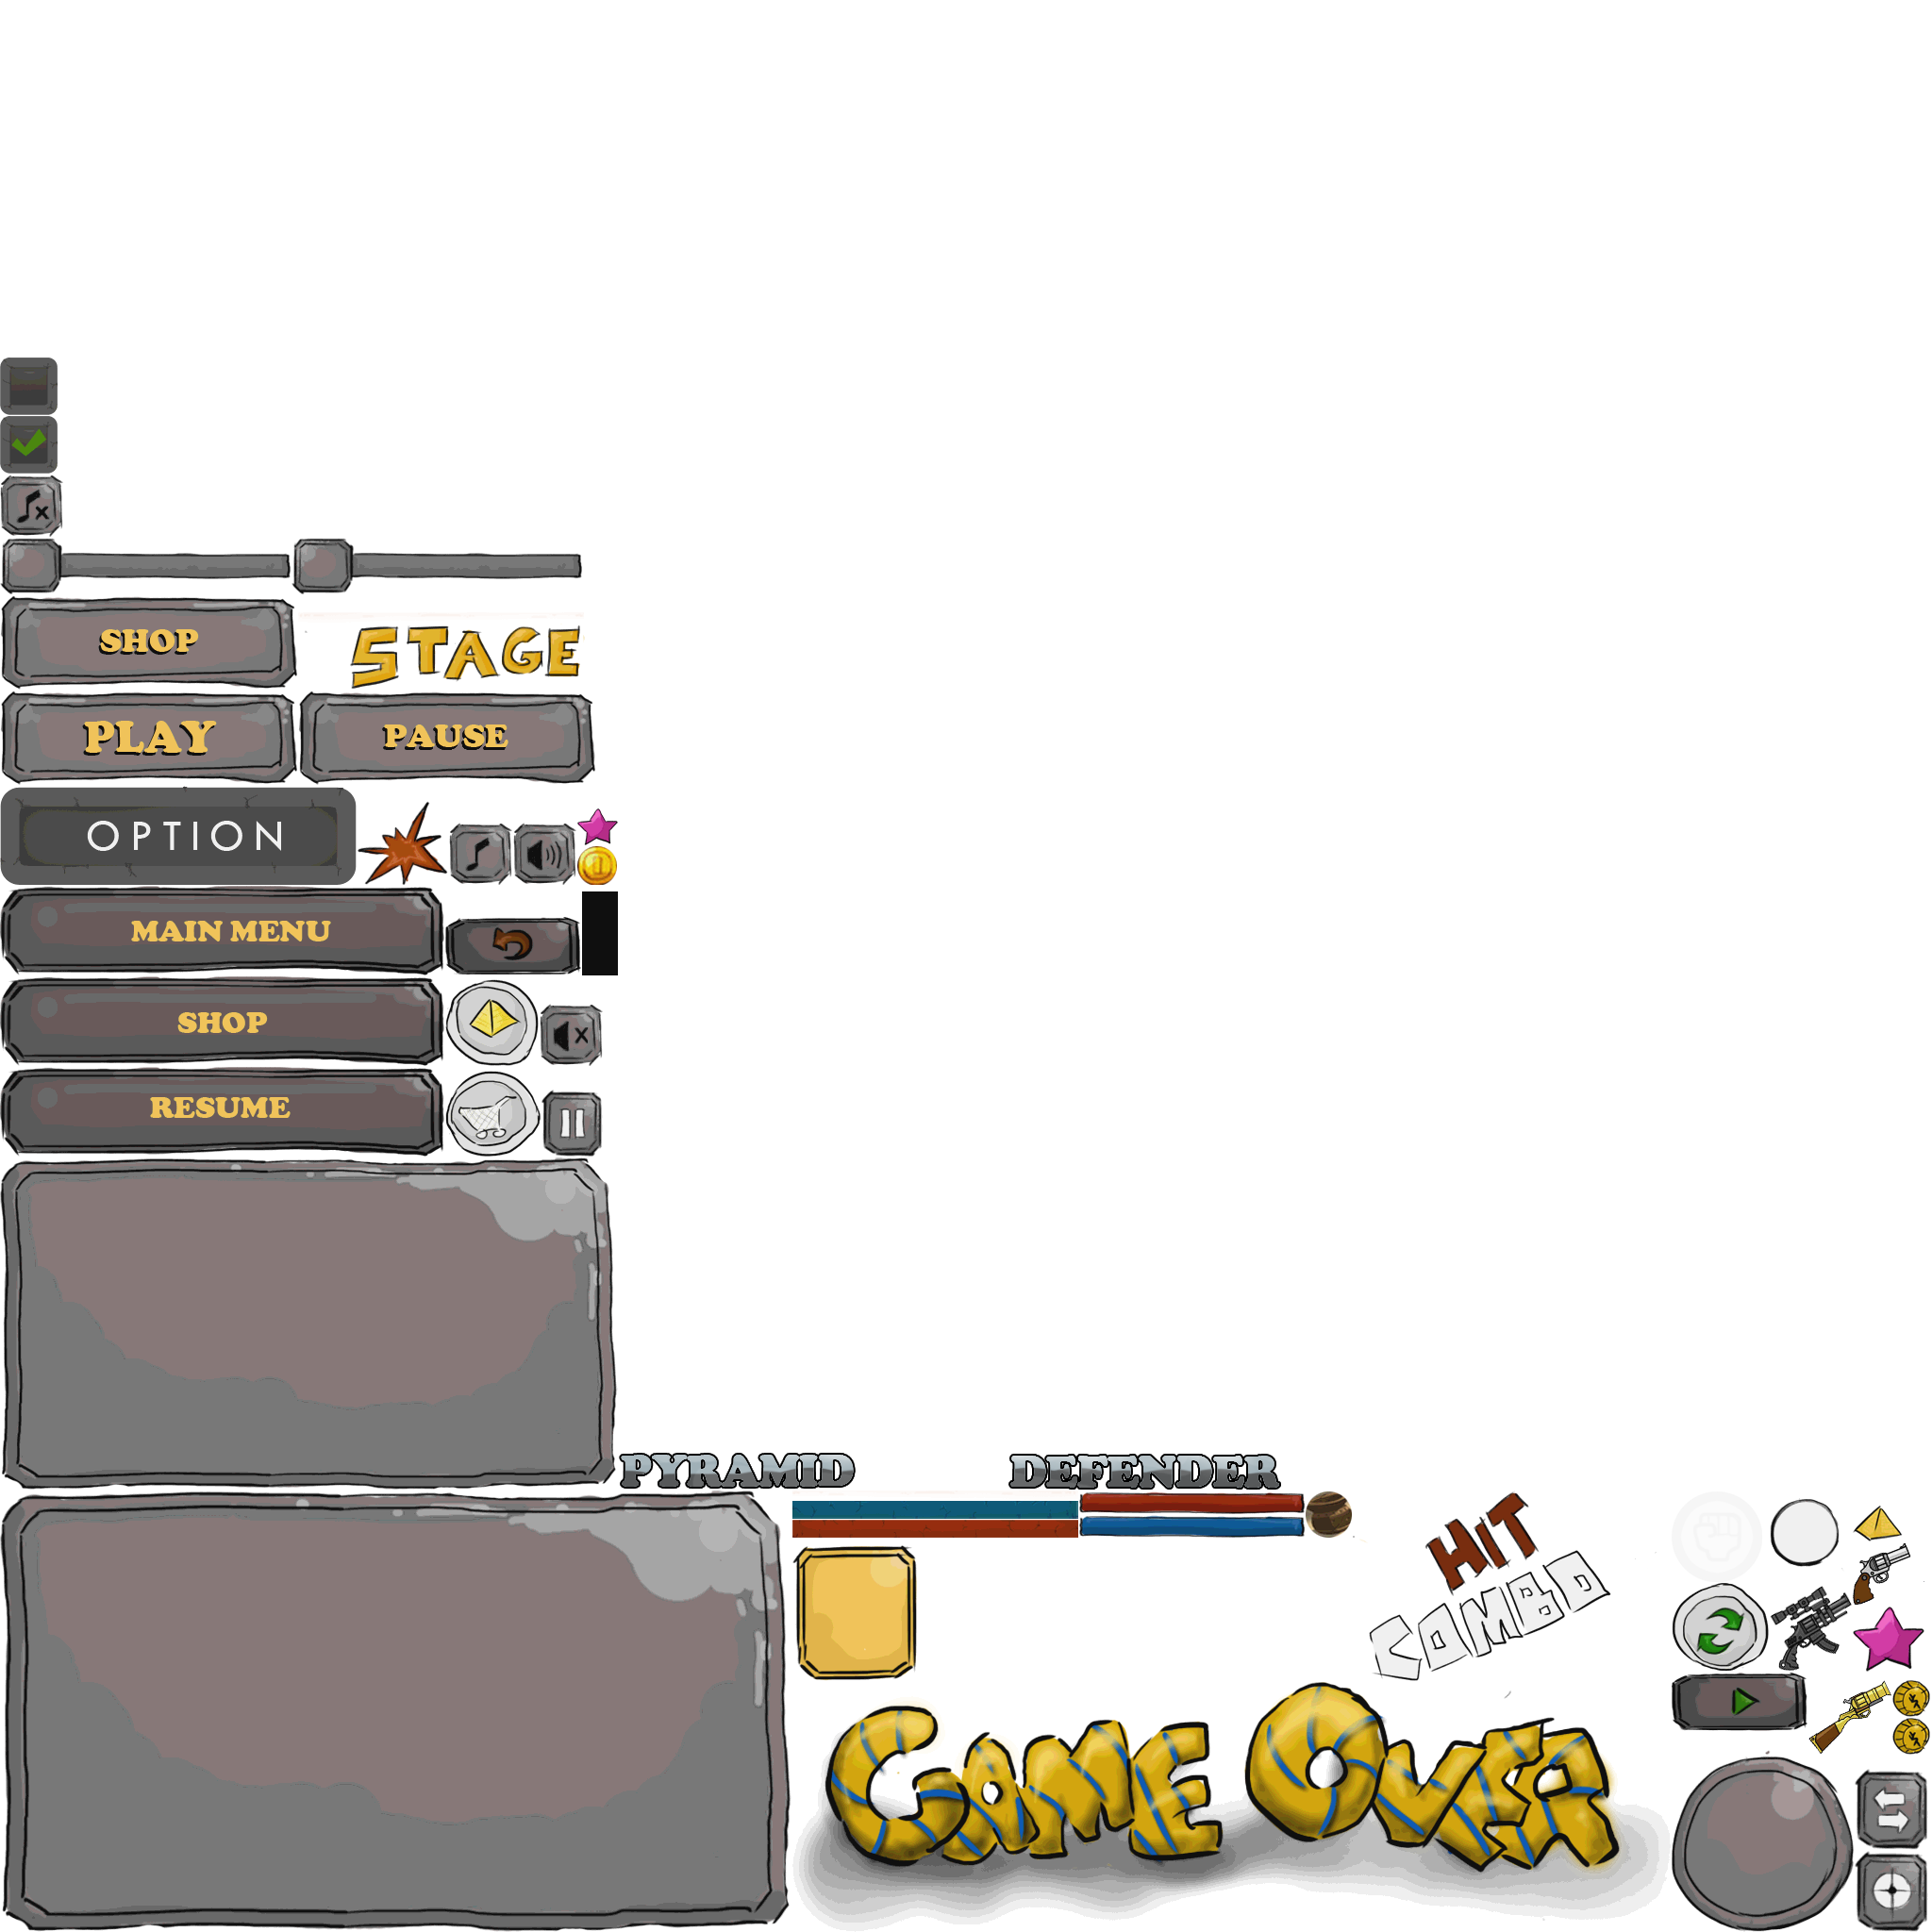 SHOP
STAGE
PLAY
PAUSE
OPTION
MAIN MENU
SHOP
RESUME
PYRAMID
DEFENDER
HIT
COMBO
GAME OVER